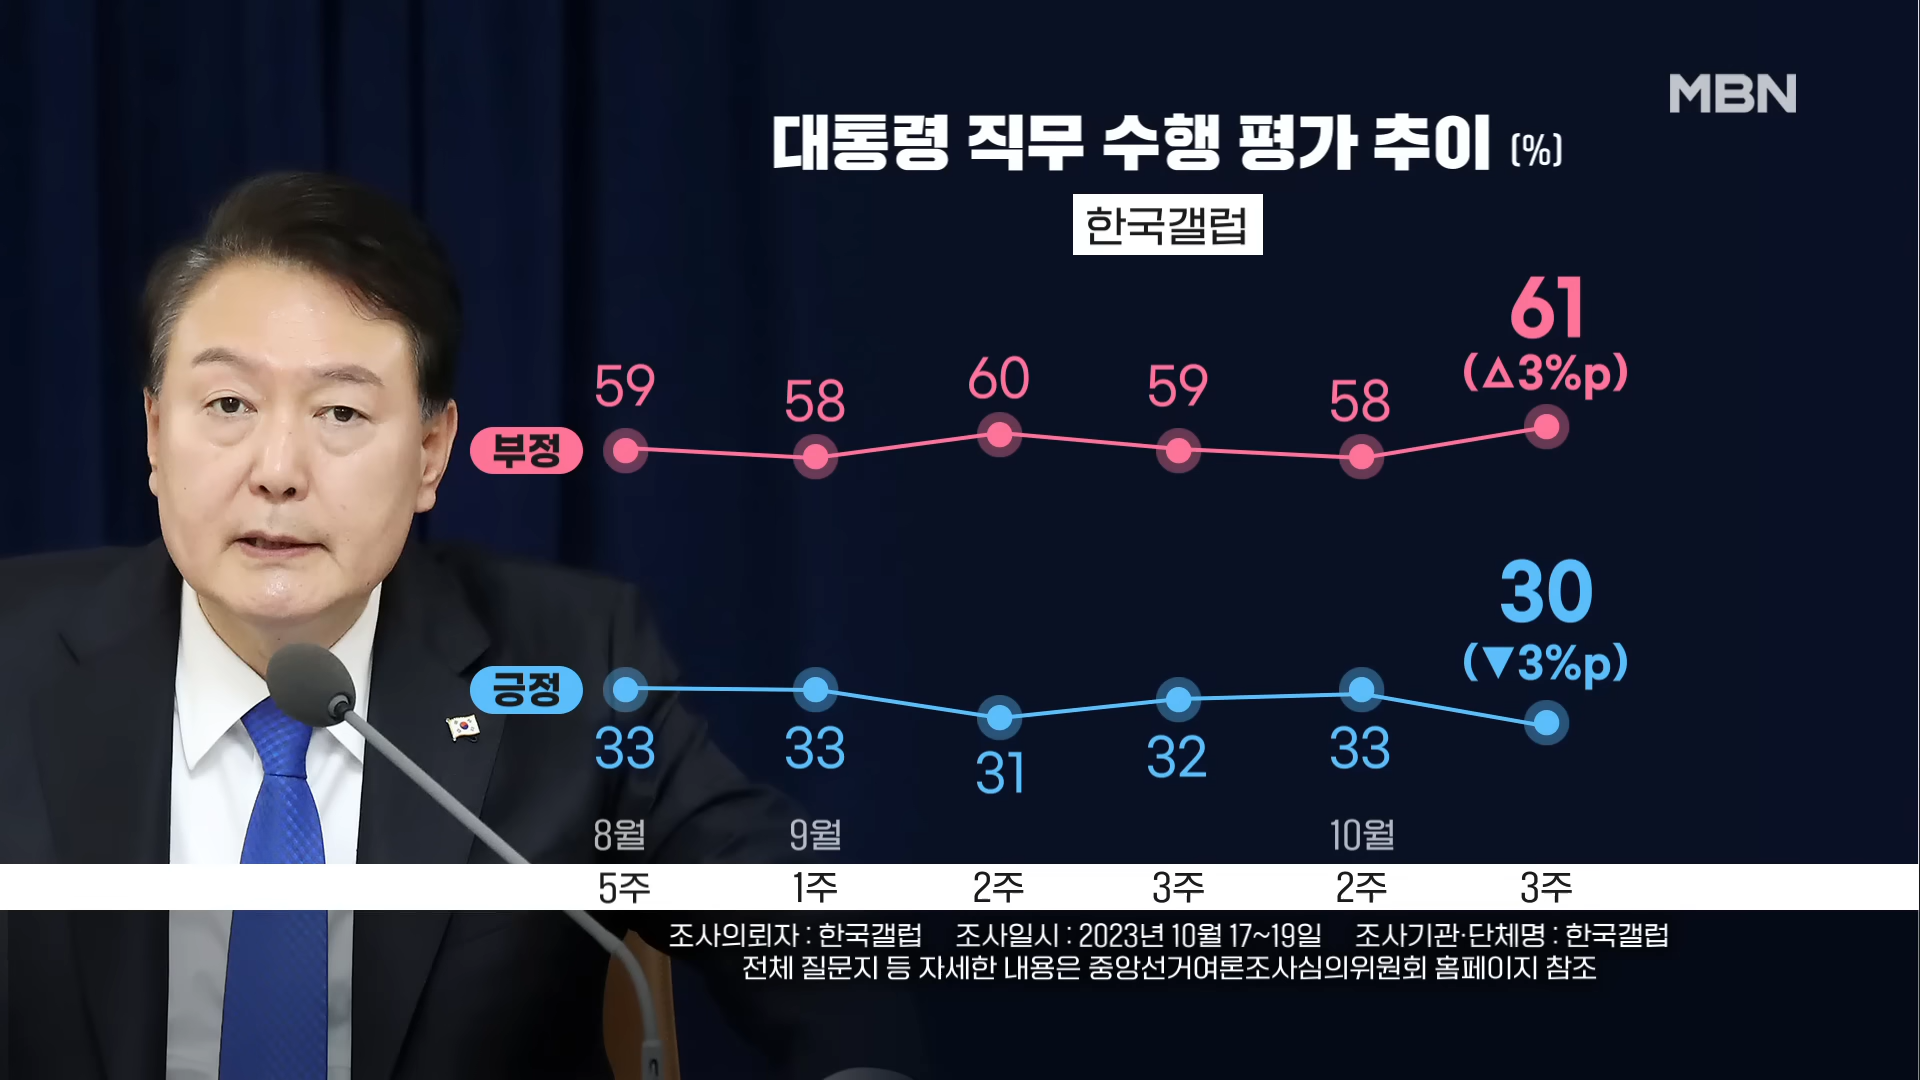 MBN
대통령 직무 수행 평가 추이 (%)
한국갤럽
61
(△3%p)
59 58 60 59 58
부정
30
(▼3%p)
긍정
33 33 31 32 33
8월 9월 10월
5주 1주 2주 3주 2주 3주
조사의뢰자 : 한국갤럽 조사일시 : 2023년 10월 17~19일 조사기관·단체명 : 한국갤럽
전체 질문지 등 자세한 내용은 중앙선거여론조사심의위원회 홈페이지 참조